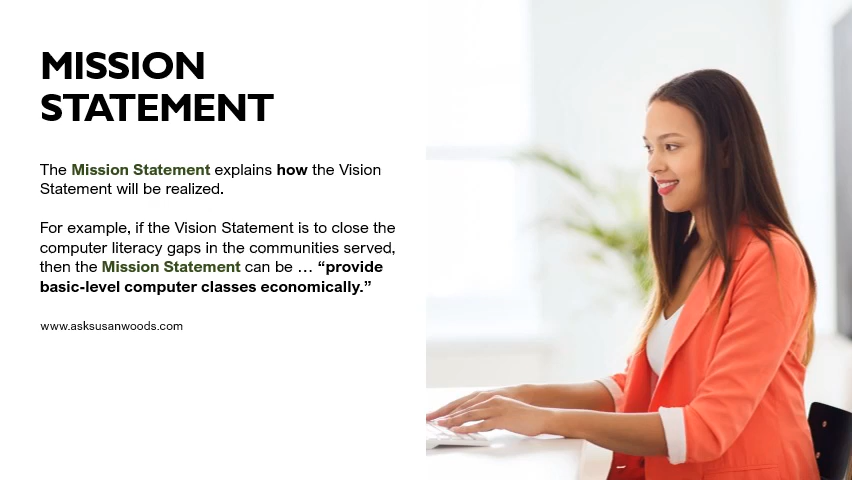 MISSION
STATEMENT
The Mission Statement explains how the Vision
Statement will be realized.
For example, if the Vision Statement is to close the
computer literacy gaps in the communities served,
then the Mission Statement can be … “provide
basic-level computer classes economically.”
www.asksusanwoods.com